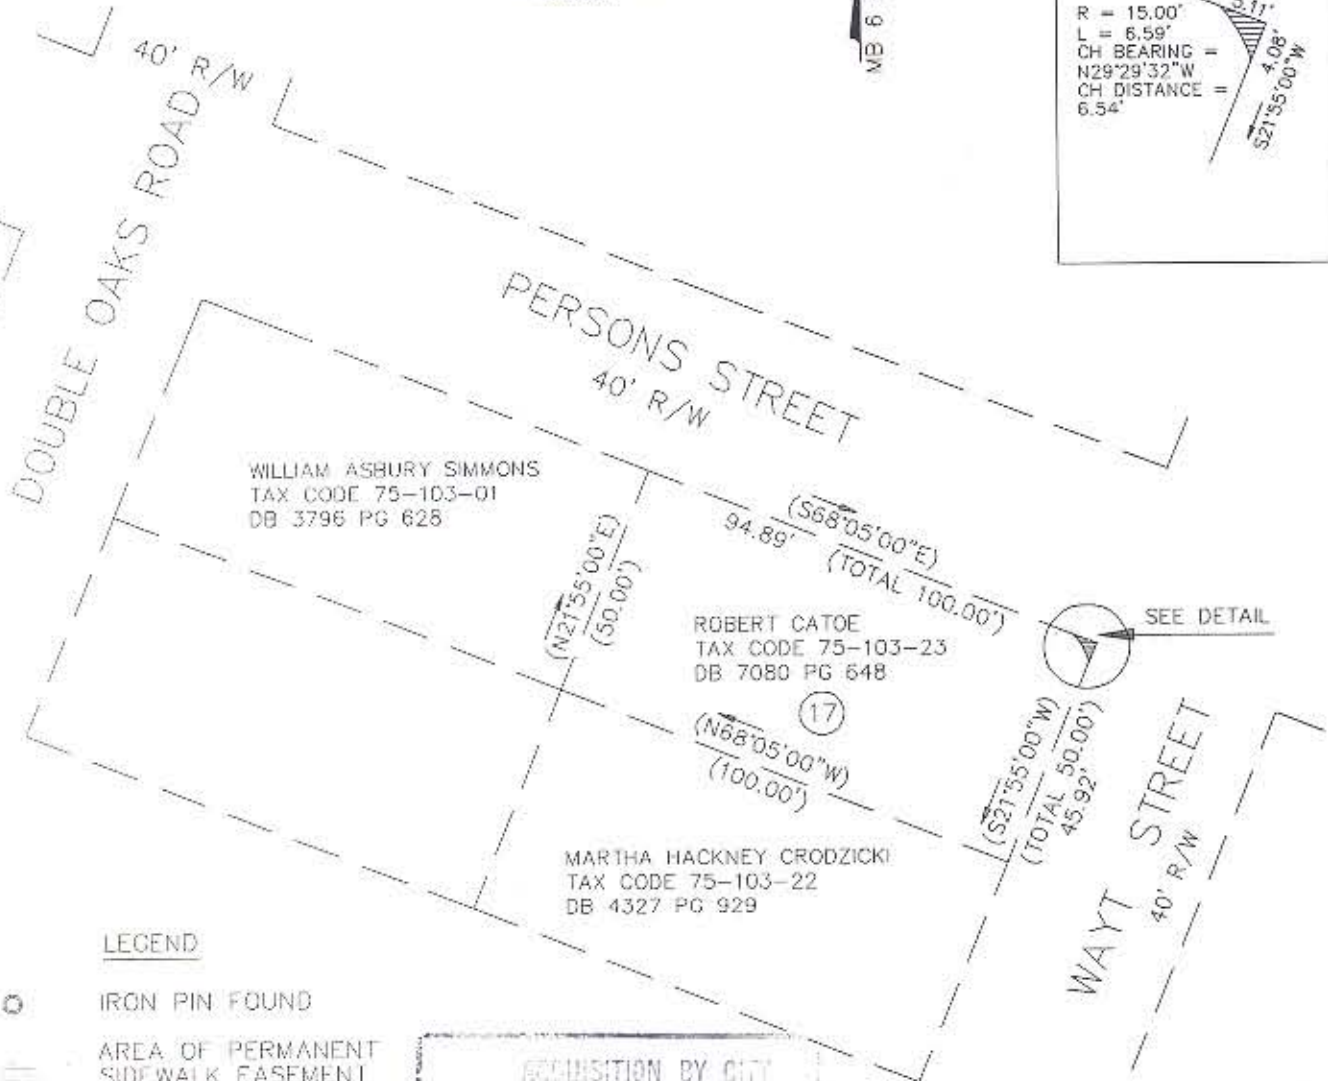 MB 6
5.11'
R = 15.00'
L = 6.59'
CH BEARING =
N29°29'32"W
CH DISTANCE =
6.54'
4.08'
S21°55'00"W
40' R/W
DOUBLE OAKS ROAD
PERSONS STREET
40' R/W
WILLIAM ASBURY SIMMONS
TAX CODE 75-103-01
DB 3796 PG 628
(N21°55'00"E)
(50.00')
(S68°05'00"E)
94.89'
(TOTAL 100.00')
SEE DETAIL
ROBERT CATOE
TAX CODE 75-103-23
DB 7080 PG 648
17
(N68°05'00"W)
(100.00')
(S21°55'00"W)
(TOTAL 50.00')
45.92'
WAYT STREET
40' R/W
MARTHA HACKNEY CRODZICKI
TAX CODE 75-103-22
DB 4327 PG 929
LEGEND
IRON PIN FOUND
AREA OF PERMANENT
SIDEWALK EASEMENT
ACQUISITION BY CITY